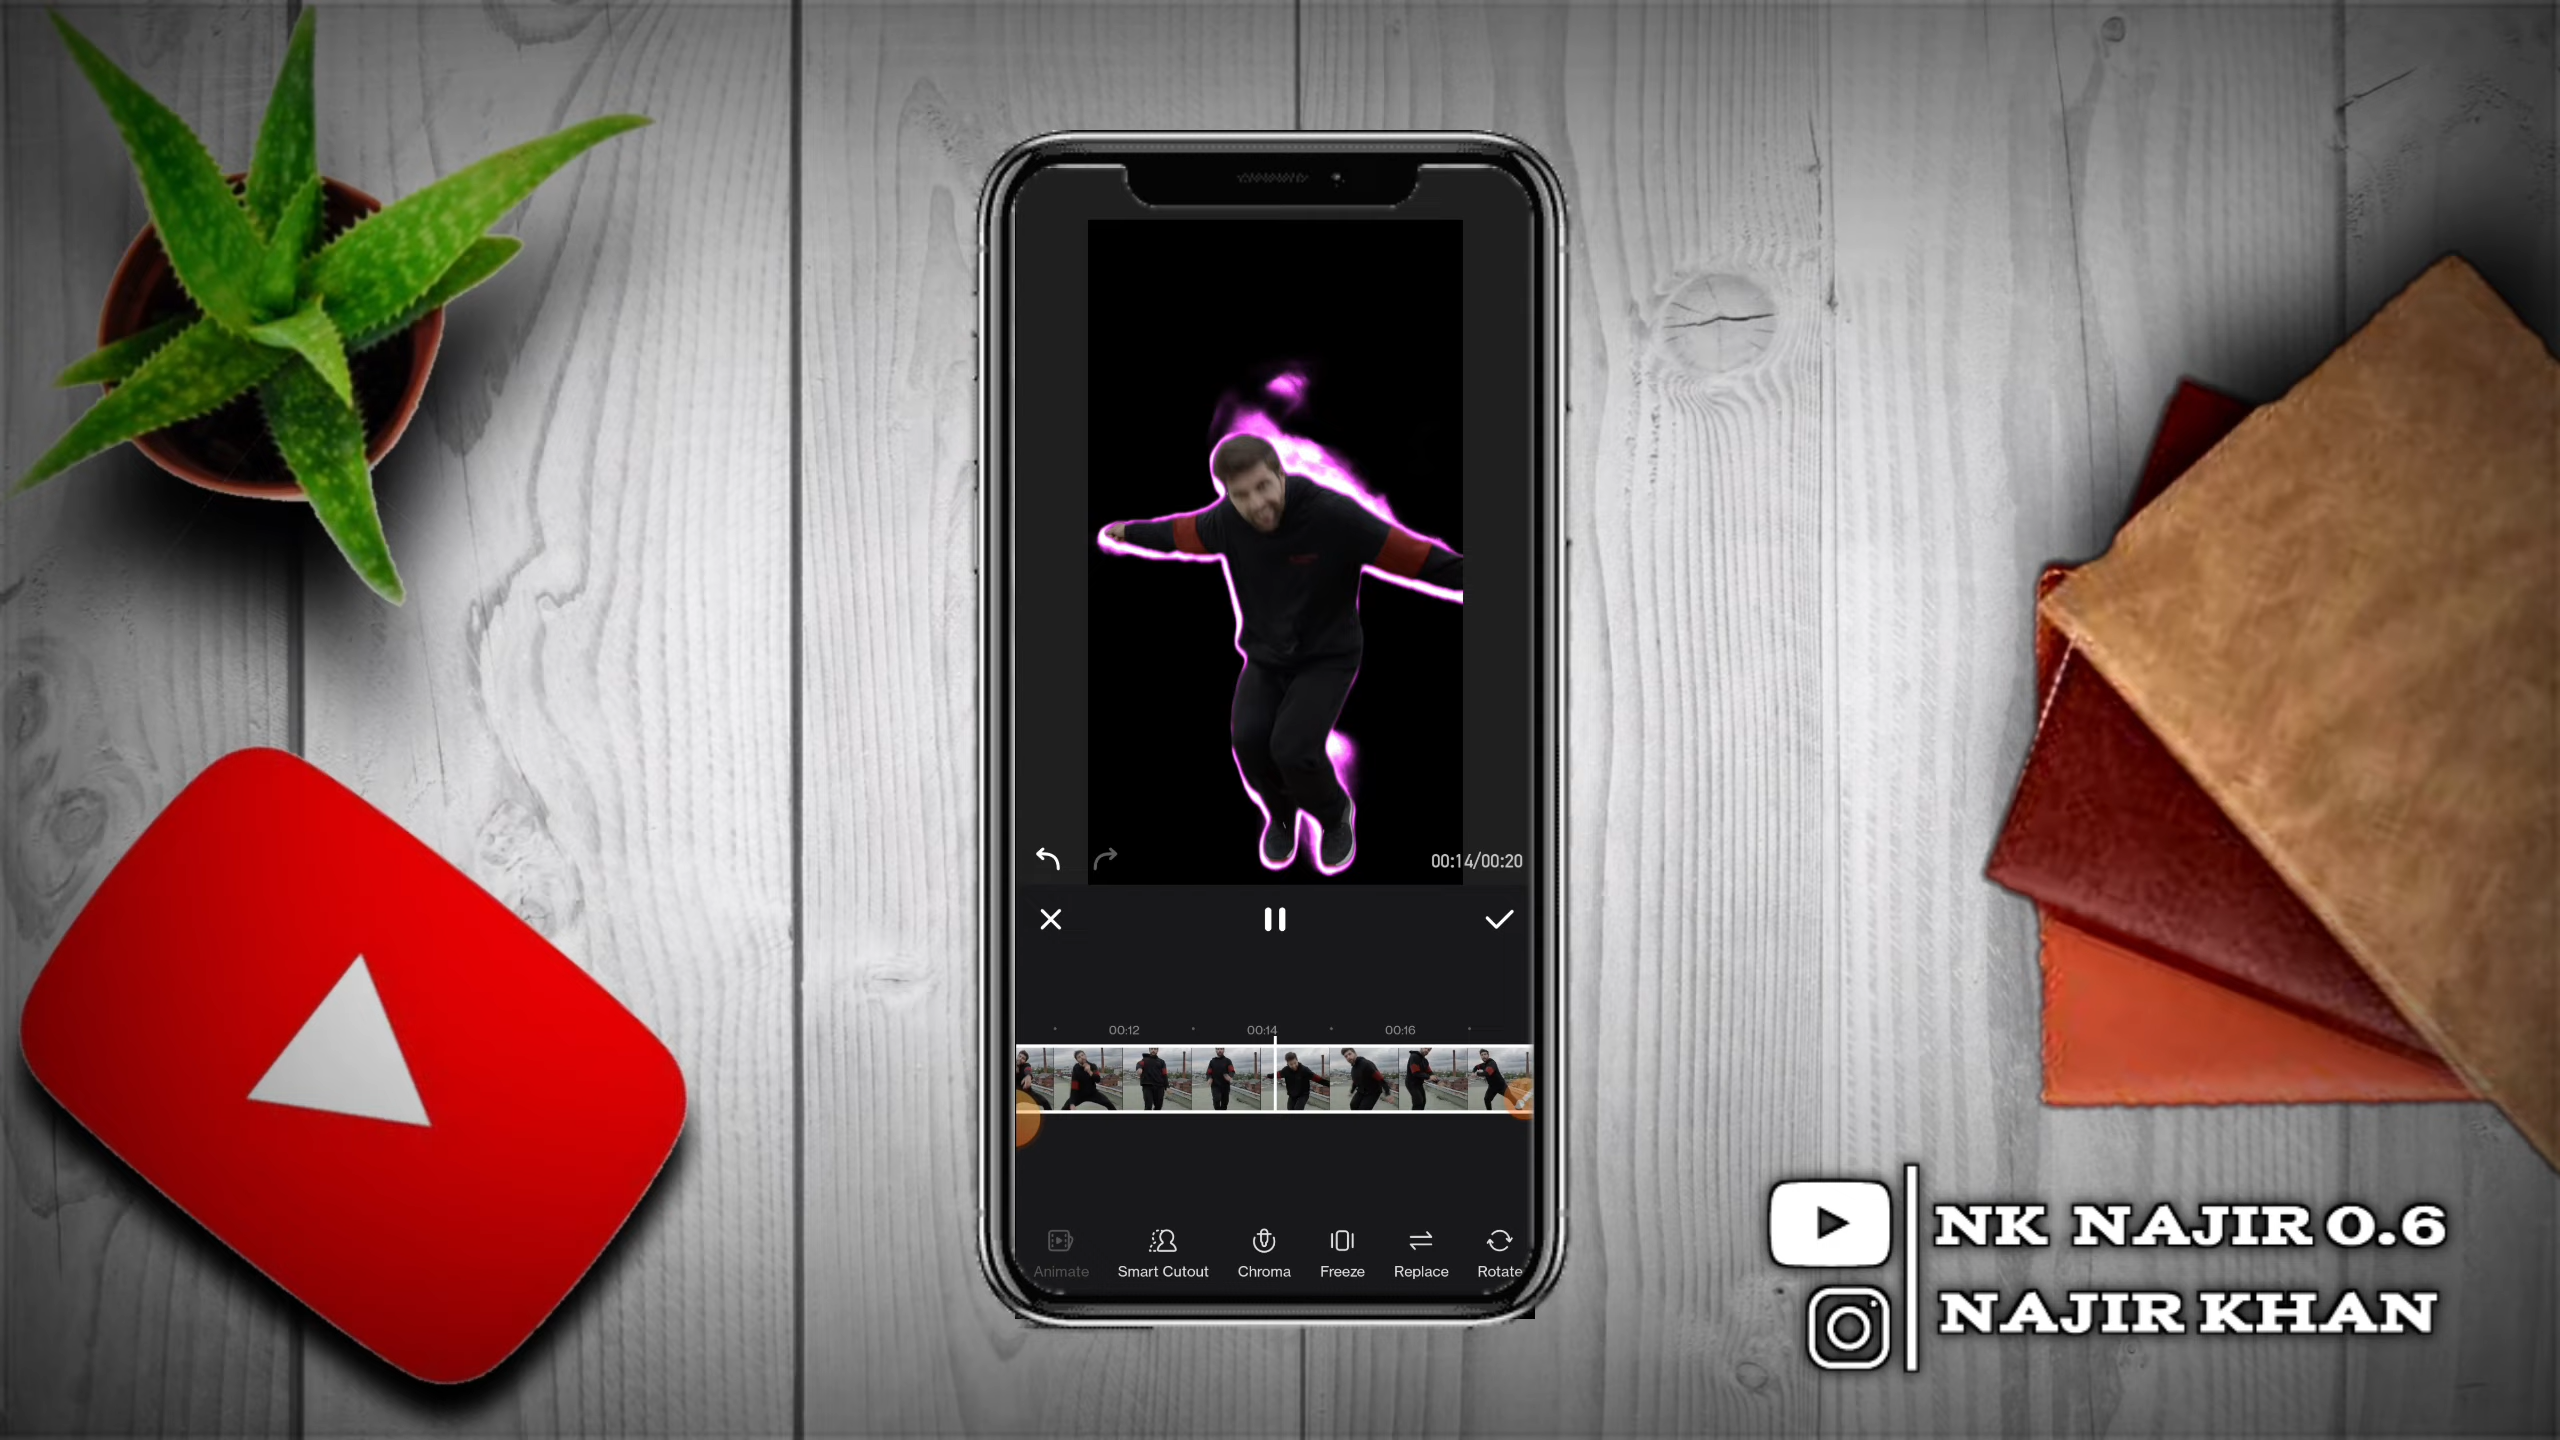 00:14/00:20
00:12 00:14 00:16
Animate Smart Cutout Chroma Freeze Replace Rotate
NK NAJIR 0.6
NAJIR KHAN